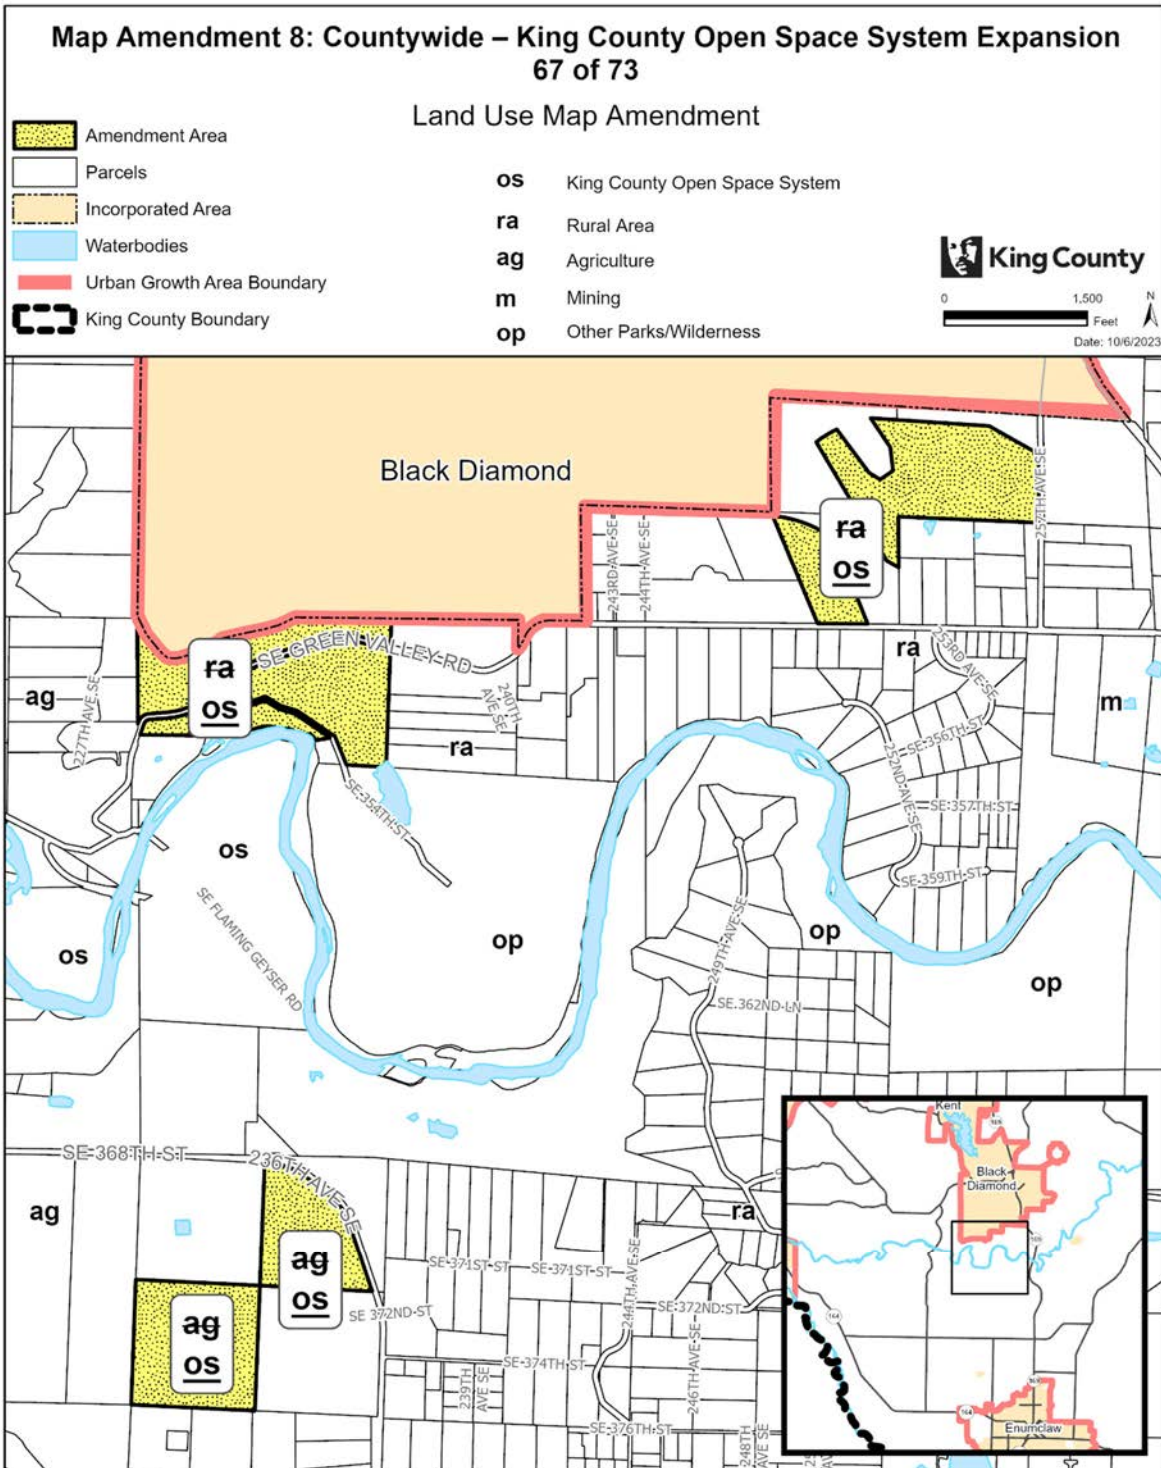 Map Amendment 8: Countywide – King County Open Space System Expansion
67 of 73
Land Use Map Amendment
Amendment Area
Parcels
Incorporated Area
Waterbodies
Urban Growth Area Boundary
King County Boundary
os King County Open Space System
ra Rural Area
ag Agriculture
m Mining
op Other Parks/Wilderness
King County
0 1,500
Feet
N
Date: 10/6/2023
Black Diamond
257TH AVE SE
ra
os
243RD AVE SE
244TH AVE SE
SE GREEN VALLEY RD
ra
os
ag
227TH AVE SE
240TH
AVE SE
ra
ra
253RD AVE SE
m
SE 356TH ST
252ND AVE SE
SE 354TH ST
SE 357TH ST
os
SE 359TH ST
SE FLAMING GEYSER RD
249TH AVE SE
op
op
os
op
SE 362ND LN
SE 368TH ST
236TH AVE SE
ag
ra
ag
os
SE 371ST ST
SE 371ST ST
244TH AVE SE
SE 372ND ST
SE 372ND ST
ag
os
SE 374TH ST
239TH
AVE SE
246TH AVE SE
SE 376TH ST
248TH
AVE SE
Kent
169
Black
Diamond
169
164
169
164
Enumclaw